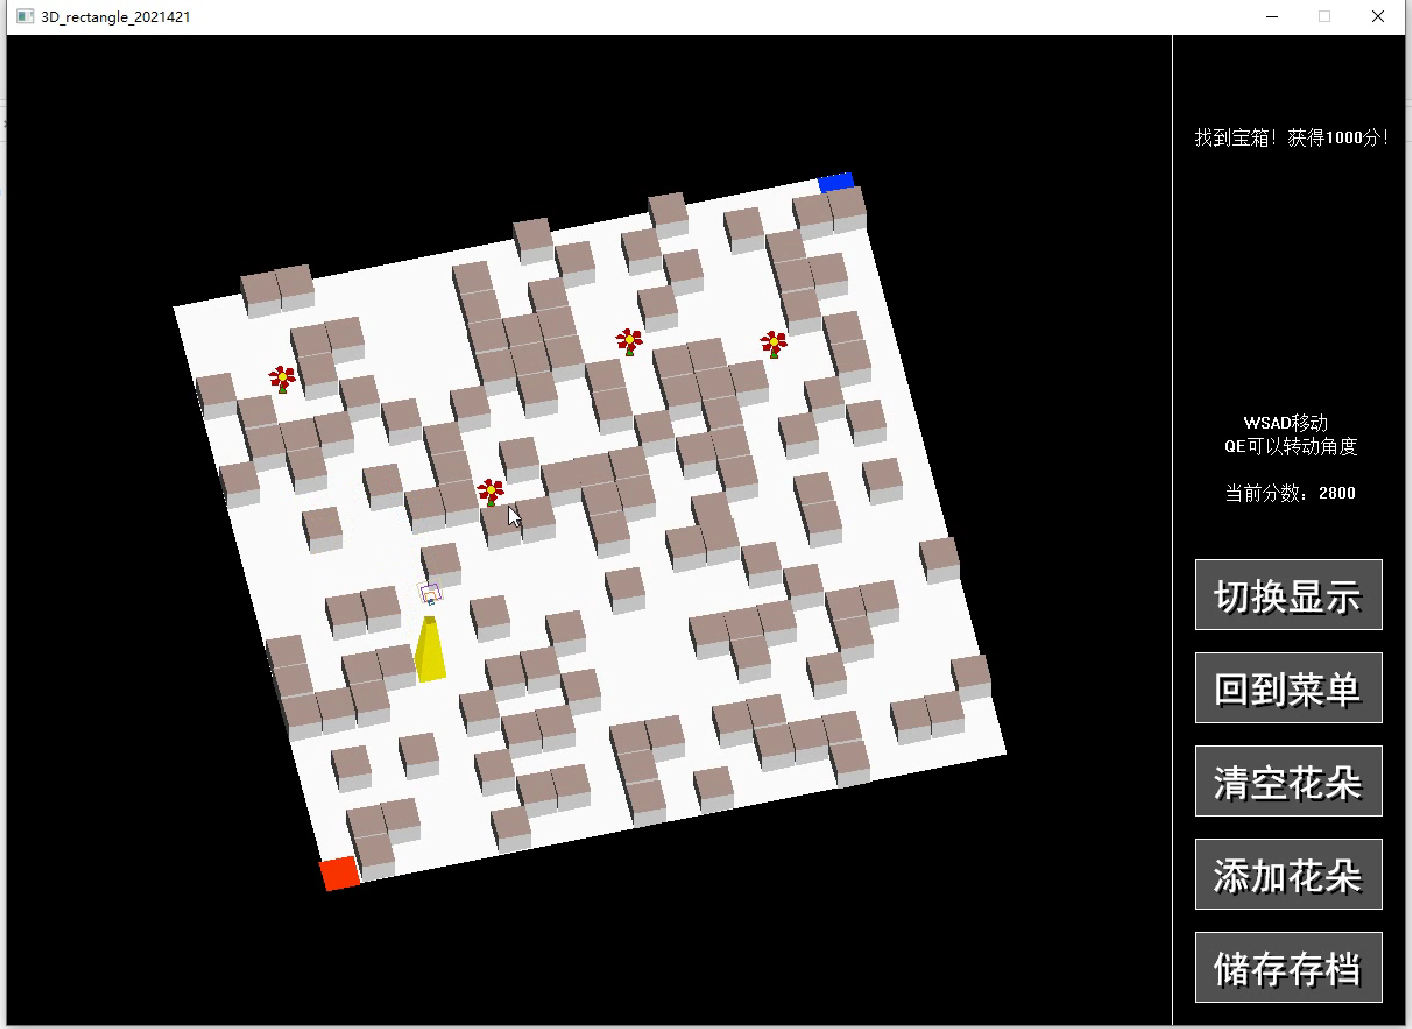 3D_rectangle_2021421
找到宝箱！获得1000分！
WSAD移动
QE可以转动角度
当前分数：2800
切换显示
回到菜单
清空花朵
添加花朵
储存存档